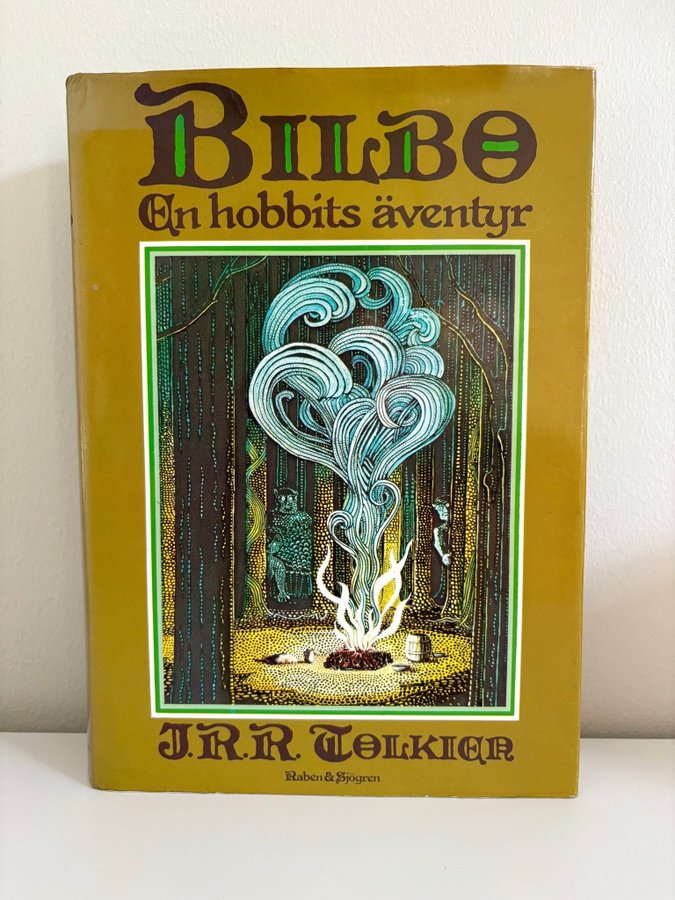 BILBO
En hobbits äventyr
J.R.R. TOLKIEN
Rabén & Sjögren